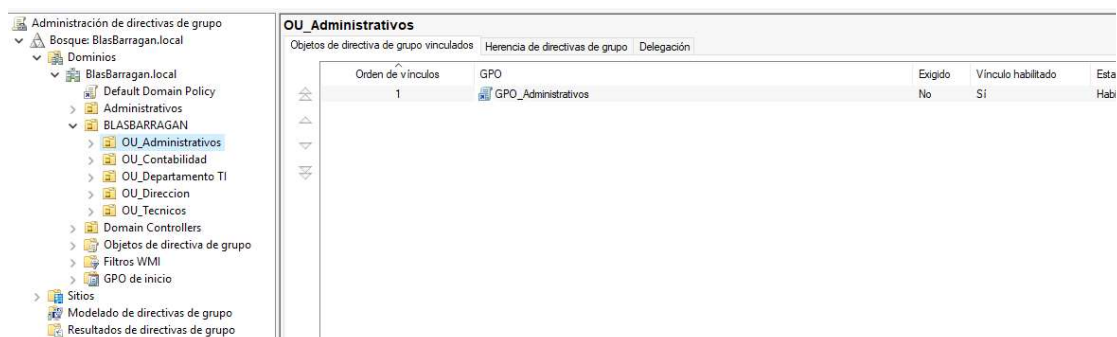 Administración de directivas de grupo
Bosque: BlasBarragan.local
Dominios
BlasBarragan.local
Default Domain Policy
Administrativos
BLASBARRAGAN
OU_Administrativos
OU_Contabilidad
OU_Departamento TI
OU_Direccion
OU_Tecnicos
Domain Controllers
Objetos de directiva de grupo
Filtros WMI
GPO de inicio
Sitios
Modelado de directivas de grupo
Resultados de directivas de grupo
OU_Administrativos
Objetos de directiva de grupo vinculados Herencia de directivas de grupo Delegación
Orden de vínculos GPO Exigido Vínculo habilitado Esta
1 GPO_Administrativos No Sí Habi